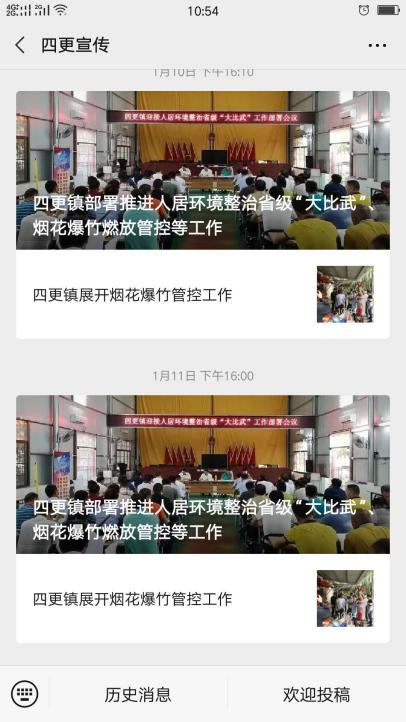 4G
2G
2G
10:54
四更宣传
1月10日 下午16:10
四更镇迎接人居环境整治省级“大比武”工作部署会议
四更镇部署推进人居环境整治省级“大比武”、
烟花爆竹燃放管控等工作
四更镇展开烟花爆竹管控工作
1月11日 下午16:00
四更镇迎接人居环境整治省级“大比武”工作部署会议
四更镇部署推进人居环境整治省级“大比武”、
烟花爆竹燃放管控等工作
四更镇展开烟花爆竹管控工作
历史消息
欢迎投稿